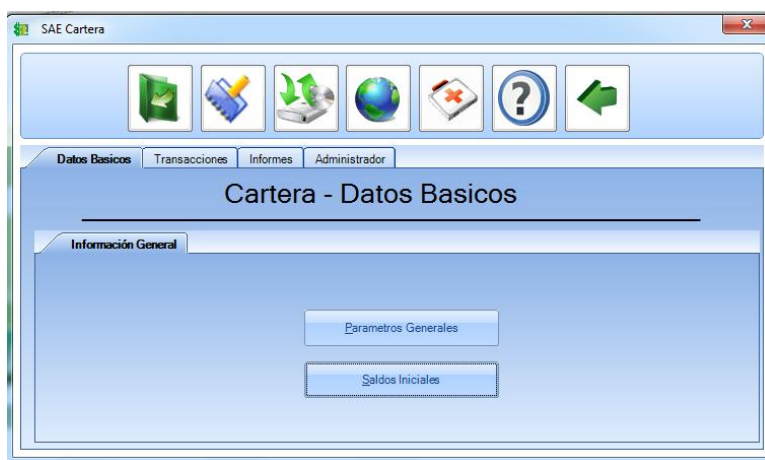 SAE Cartera
Datos Basicos Transacciones Informes Administrador
Cartera - Datos Basicos
Información General
Parametros Generales
Saldos Iniciales